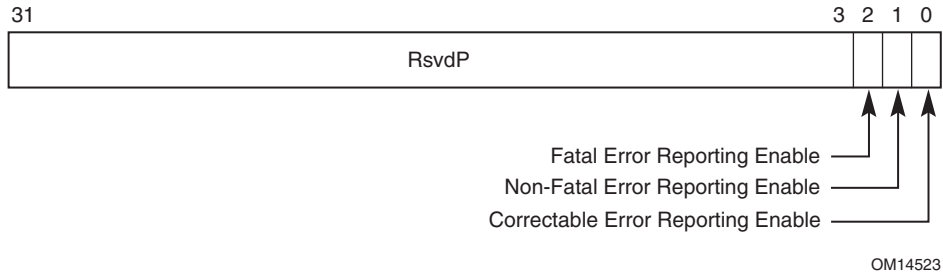 31 3 2 1 0
RsvdP
Fatal Error Reporting Enable
Non-Fatal Error Reporting Enable
Correctable Error Reporting Enable
OM14523